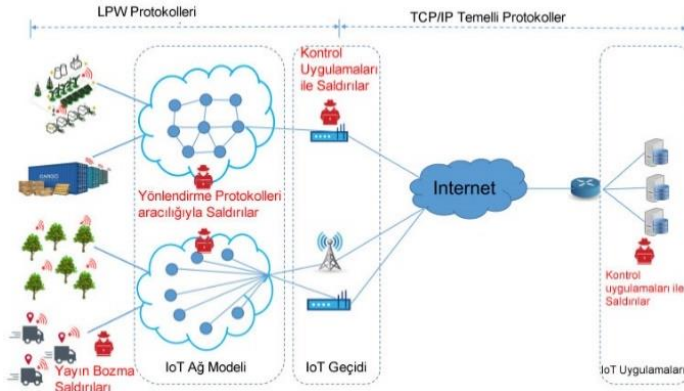 LPW Protokolleri
TCP/IP Temelli Protokoller
Kontrol
Uygulamaları
ile Saldırılar
Yönlendirme Protokolleri
aracılığıyla Saldırılar
Internet
Kontrol
uygulamaları ile
Saldırılar
Yayın Bozma
Saldırıları
IoT Ağ Modeli
IoT Geçidi
IoT Uygulamaları